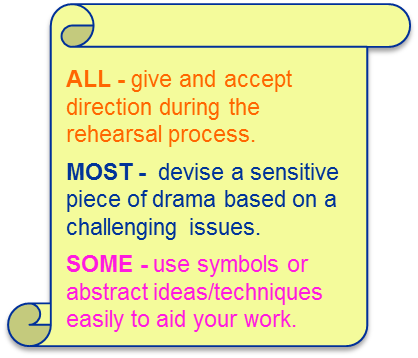 ALL - give and accept
direction during the
rehearsal process.
MOST -  devise a sensitive
piece of drama based on a
challenging  issues.
SOME - use symbols or
abstract ideas/techniques
easily to aid your work.